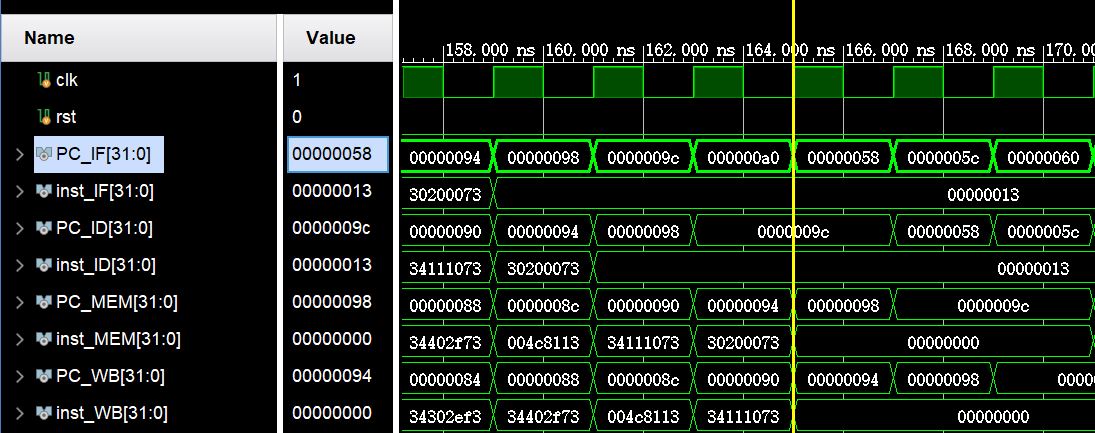 Name Value
158.000 ns 160.000 ns 162.000 ns 164.000 ns 166.000 ns 168.000 ns 170.00
clk 1
rst 0
PC_IF[31:0] 00000058 00000094 00000098 0000009c 000000a0 00000058 0000005c 00000060
inst_IF[31:0] 00000013 30200073 00000013
PC_ID[31:0] 0000009c 00000090 00000094 00000098 0000009c 00000058 0000005c
inst_ID[31:0] 00000013 34111073 30200073 00000013
PC_MEM[31:0] 00000098 00000088 0000008c 00000090 00000094 00000098 0000009c
inst_MEM[31:0] 00000000 34402f73 004c8113 34111073 30200073 00000000
PC_WB[31:0] 00000094 00000084 00000088 0000008c 00000090 00000094 00000098 0000
inst_WB[31:0] 00000000 34302ef3 34402f73 004c8113 34111073 00000000